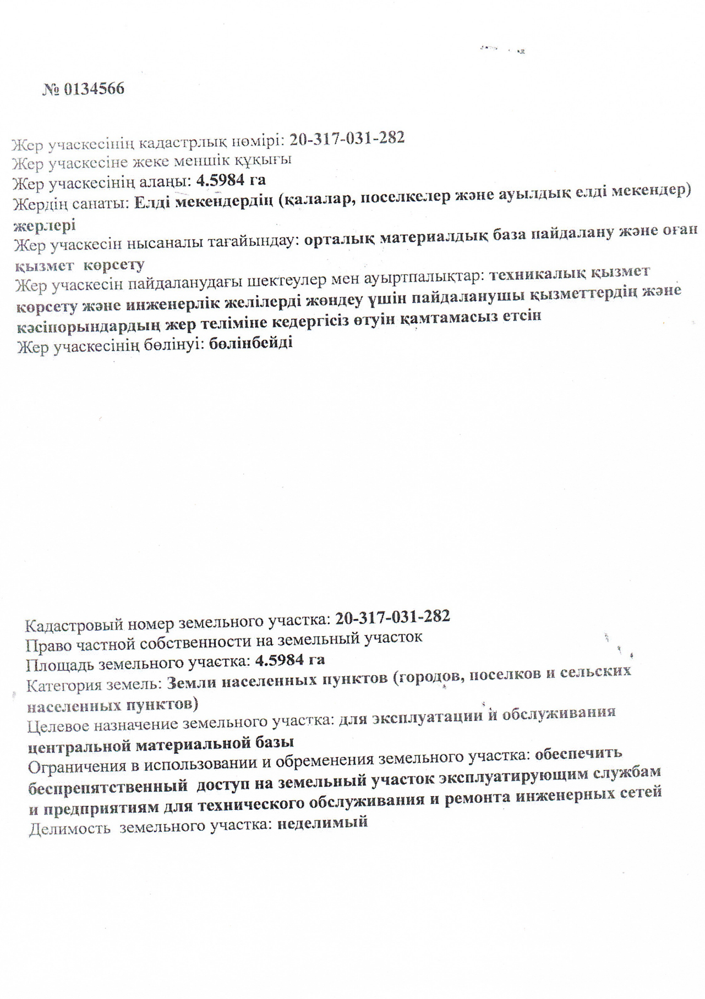 № 0134566
Жер учаскесінің кадастрлық нөмірі: 20-317-031-282
Жер учаскесіне жеке меншік құқығы
Жер учаскесінің алаңы: 4.5984 га
Жердің санаты: Елді мекендердің (қалалар, поселкелер және ауылдық елді мекендер)
жерлері
Жер учаскесін нысаналы тағайындау: орталық материалдық база пайдалану және оған
қызмет көрсету
Жер учаскесін пайдаланудағы шектеулер мен ауыртпалықтар: техникалық қызмет
көрсету және инженерлік желілерді жөндеу үшін пайдаланушы қызметтердің және
кәсіпорындардың жер теліміне кедергісіз өтуін қамтамасыз етсін
Жер учаскесінің бөлінуі: бөлінбейді
Кадастровый номер земельного участка: 20-317-031-282
Право частной собственности на земельный участок
Площадь земельного участка: 4.5984 га
Категория земель: Земли населенных пунктов (городов, поселков и сельских
населенных пунктов)
Целевое назначение земельного участка: для эксплуатации и обслуживания
центральной материальной базы
Ограничения в использовании и обременения земельного участка: обеспечить
беспрепятственный доступ на земельный участок эксплуатирующим службам
и предприятиям для технического обслуживания и ремонта инженерных сетей
Делимость земельного участка: неделимый